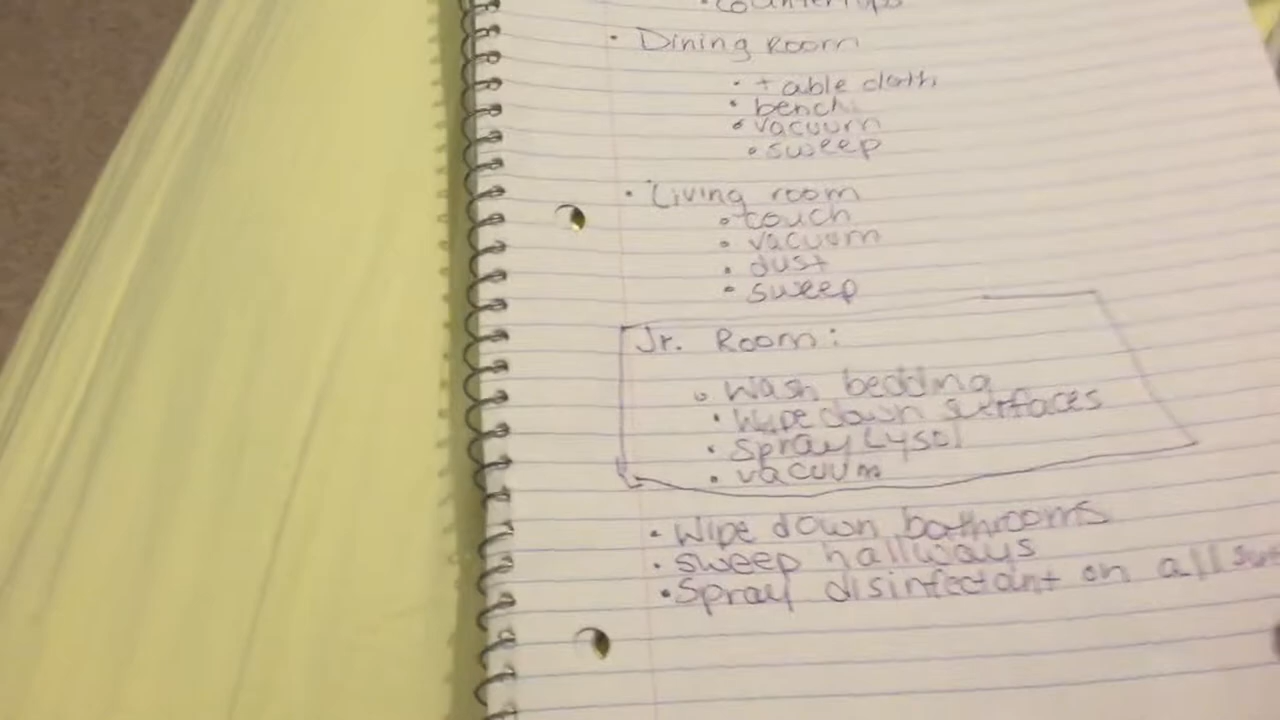 • countertops
• Dining Room
• table cloth
• bench
• vacuum
• sweep
• Living room
• couch
• vacuum
• dust
• sweep
Jr. Room:
• Wash bedding
• Wipe down surfaces
• Spray Lysol
• vacuum
• Wipe down bathrooms
• sweep hallways
• Spray disinfectant on all